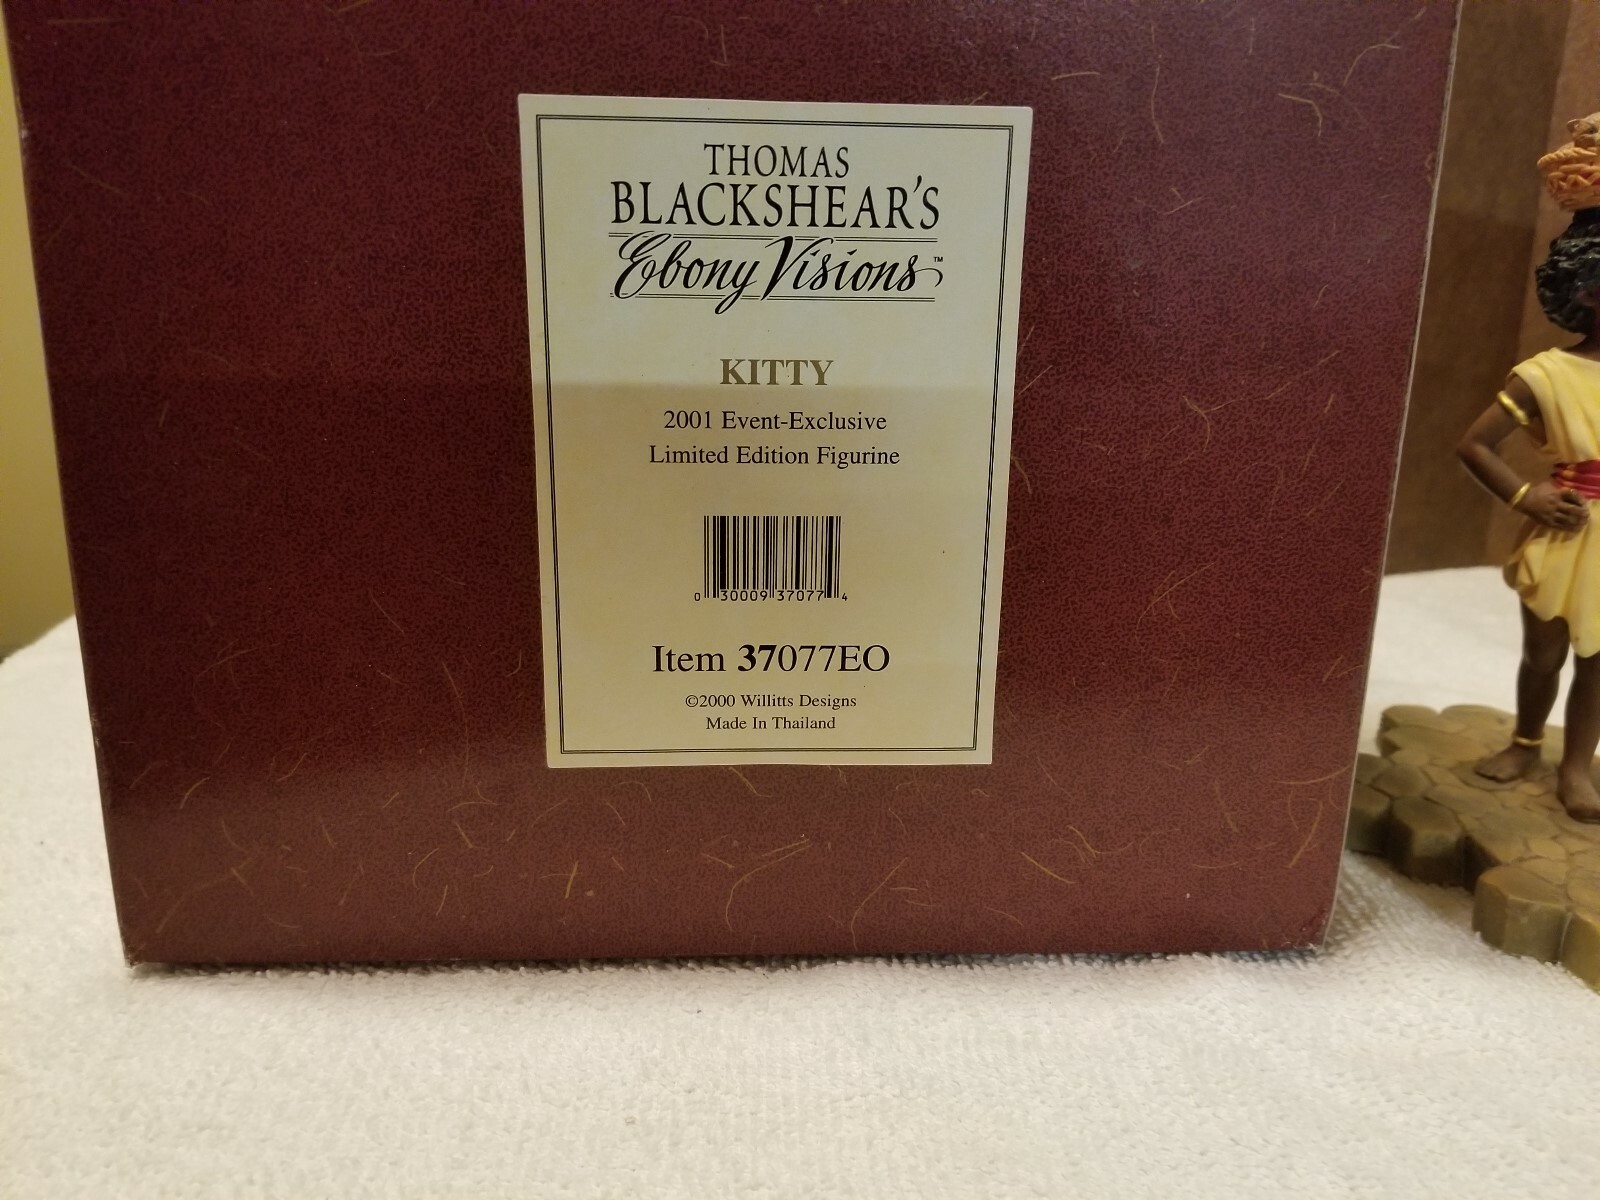 THOMAS
BLACKSHEAR'S
Ebony Visions™
KITTY
2001 Event-Exclusive
Limited Edition Figurine
0 30009 37077 4
Item 37077EO
©2000 Willitts Designs
Made In Thailand